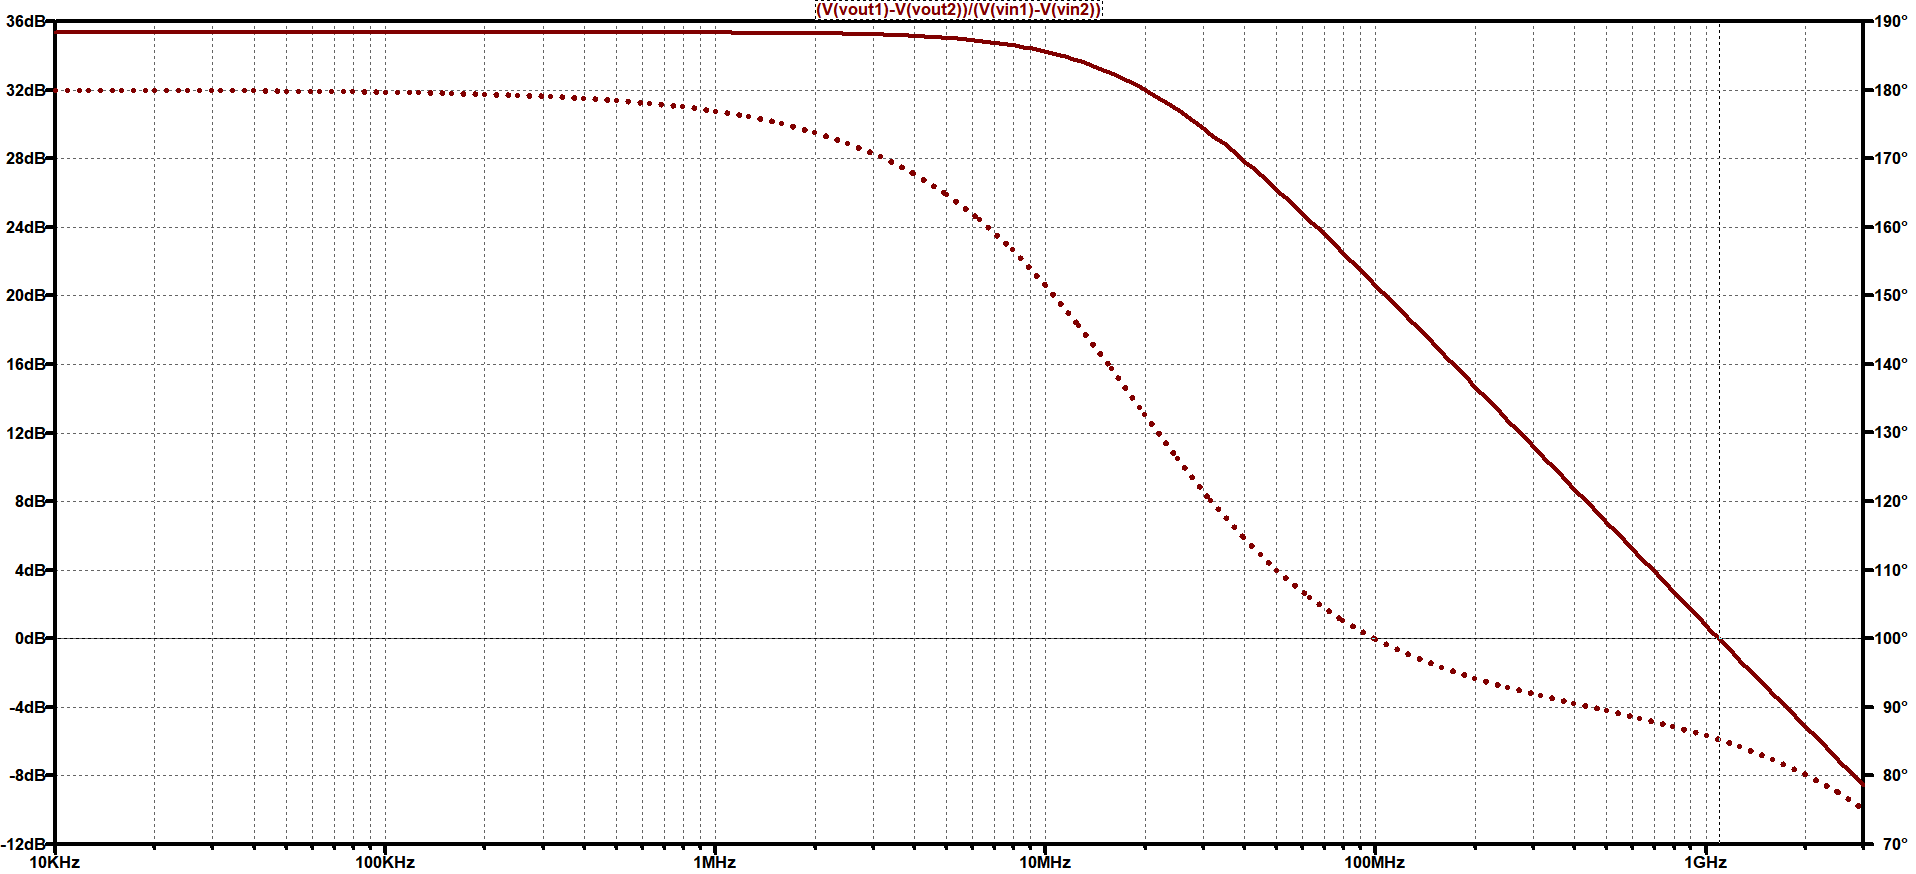 (V(vout1)-V(vout2))/(V(vin1)-V(vin2))
36dB 190°
32dB 180°
28dB 170°
24dB 160°
20dB 150°
16dB 140°
12dB 130°
8dB 120°
4dB 110°
0dB 100°
-4dB 90°
-8dB 80°
-12dB 70°
10KHz 100KHz 1MHz 10MHz 100MHz 1GHz